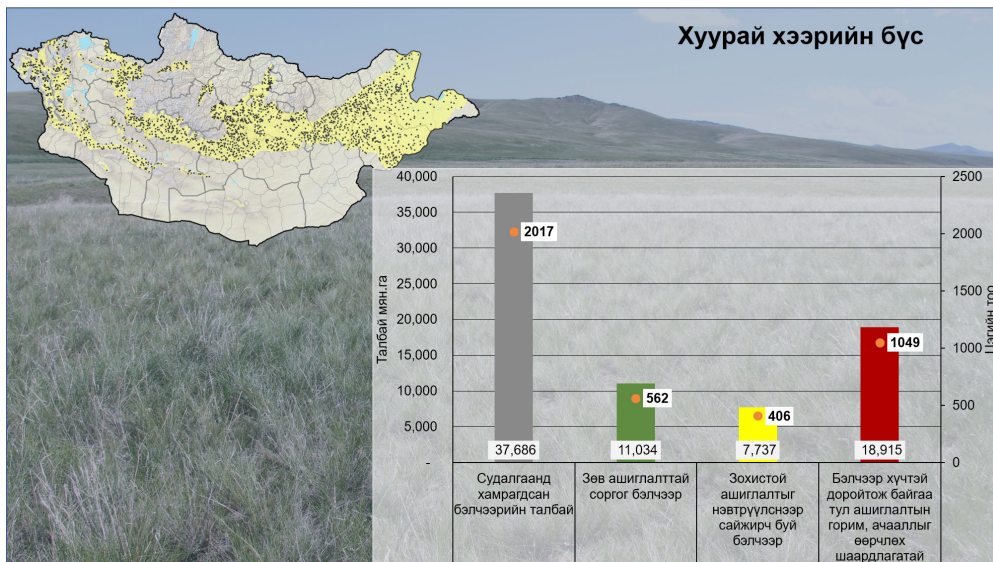 Хуурай хээрийн бүс
40,000
35,000
30,000
25,000
20,000
15,000
10,000
5,000
-
Талбай мян.га
2500
2000
1500
1000
500
0
Цэгийн тоо
2017
562
406
1049
37,686
11,034
7,737
18,915
Судалгаанд
хамрагдсан
бэлчээрийн талбай
Зөв ашиглалттай
соргог бэлчээр
Зохистой
ашиглалтыг
нэвтрүүлснээр
сайжирч буй
бэлчээр
Бэлчээр хүчтэй
доройтож байгаа
тул ашиглалтын
горим, ачааллыг
өөрчлөх
шаардлагатай